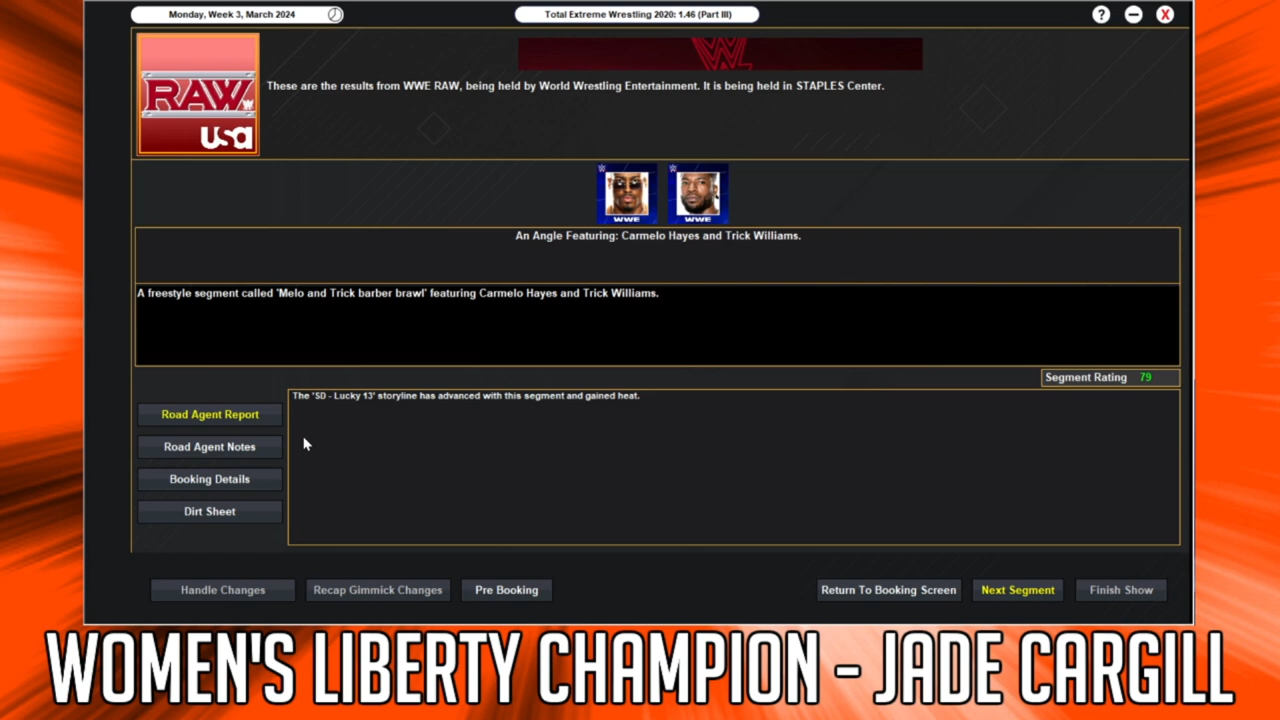 Monday, Week 3, March 2024
Total Extreme Wrestling 2020: 1.46 (Part III)
?
X
RAW
USA
These are the results from WWE RAW, being held by World Wrestling Entertainment. It is being held in STAPLES Center.
WWE
WWE
An Angle Featuring: Carmelo Hayes and Trick Williams.
A freestyle segment called 'Melo and Trick barber brawl' featuring Carmelo Hayes and Trick Williams.
Segment Rating 79
The 'SD - Lucky 13' storyline has advanced with this segment and gained heat.
Road Agent Report
Road Agent Notes
Booking Details
Dirt Sheet
Handle Changes
Recap Gimmick Changes
Pre Booking
Return To Booking Screen
Next Segment
Finish Show
WOMEN'S LIBERTY CHAMPION - JADE CARGILL